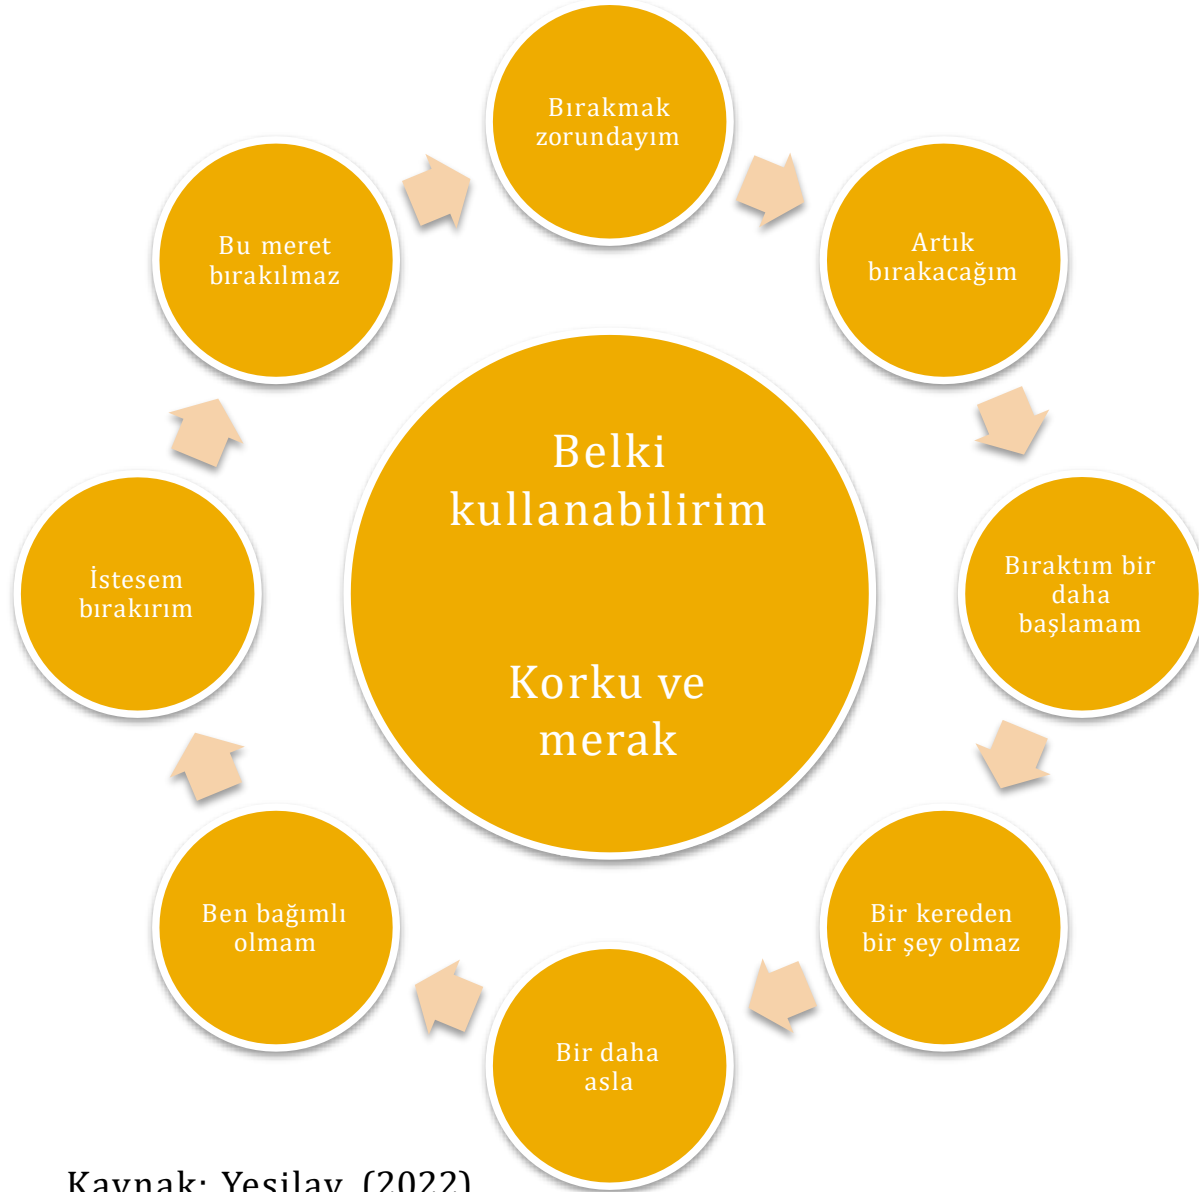 Bırakmak
zorundayım
Artık
bırakacağım
Bıraktım bir
daha
başlamam
Bir kereden
bir şey olmaz
Bir daha
asla
Ben bağımlı
olmam
İstesem
bırakırım
Bu meret
bırakılmaz
Belki
kullanabilirim
Korku ve
merak
Kaynak: Yeşilay, (2022)